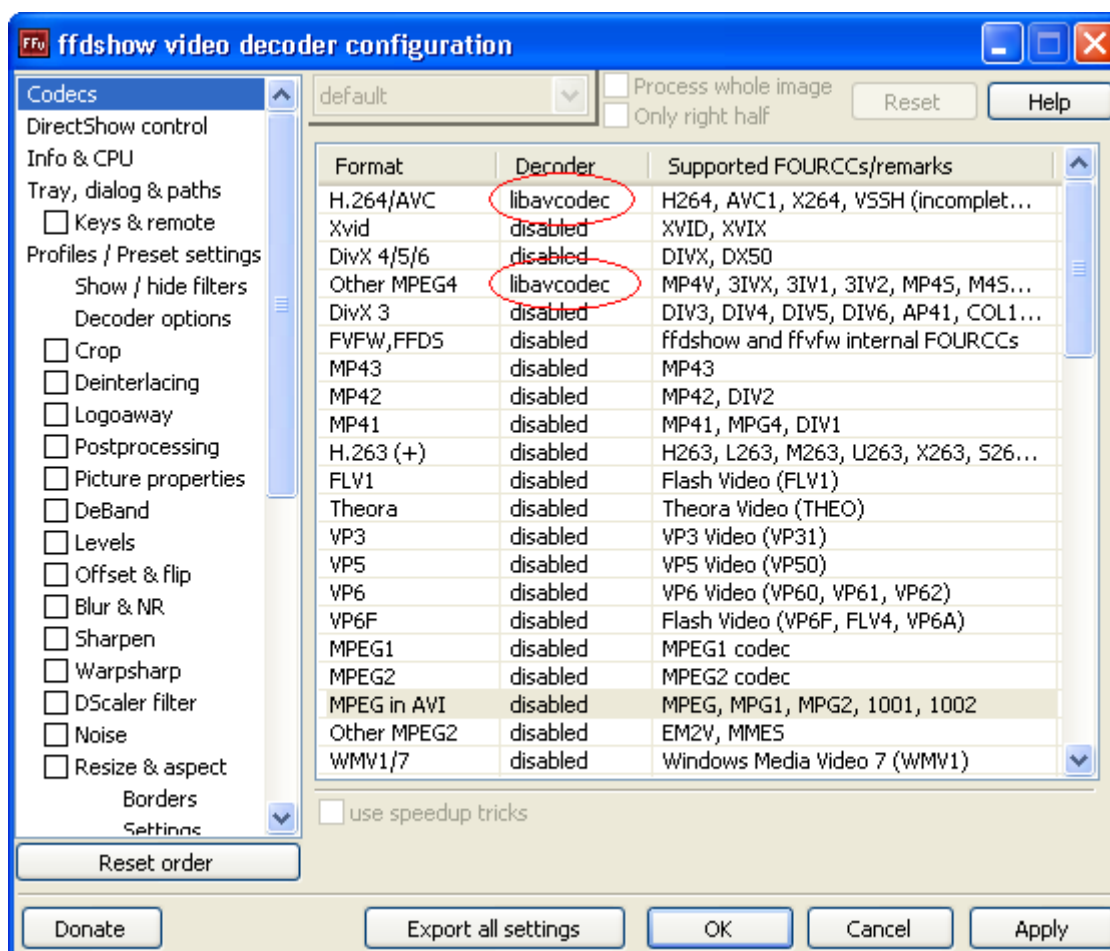 FFv ffdshow video decoder configuration
Codecs
DirectShow control
Info & CPU
Tray, dialog & paths
Keys & remote
Profiles / Preset settings
Show / hide filters
Decoder options
Crop
Deinterlacing
Logoaway
Postprocessing
Picture properties
DeBand
Levels
Offset & flip
Blur & NR
Sharpen
Warpsharp
DScaler filter
Noise
Resize & aspect
Borders
Settings
Reset order
default
Process whole image
Only right half
Reset
Help
Format Decoder Supported FOURCCs/remarks
H.264/AVC libavcodec H264, AVC1, X264, VSSH (incomplet...
Xvid disabled XVID, XVIX
DivX 4/5/6 disabled DIVX, DX50
Other MPEG4 libavcodec MP4V, 3IVX, 3IV1, 3IV2, MP4S, M4S...
DivX 3 disabled DIV3, DIV4, DIV5, DIV6, AP41, COL1...
FVFW,FFDS disabled ffdshow and ffvfw internal FOURCCs
MP43 disabled MP43
MP42 disabled MP42, DIV2
MP41 disabled MP41, MPG4, DIV1
H.263 (+) disabled H263, L263, M263, U263, X263, S26...
FLV1 disabled Flash Video (FLV1)
Theora disabled Theora Video (THEO)
VP3 disabled VP3 Video (VP31)
VP5 disabled VP5 Video (VP50)
VP6 disabled VP6 Video (VP60, VP61, VP62)
VP6F disabled Flash Video (VP6F, FLV4, VP6A)
MPEG1 disabled MPEG1 codec
MPEG2 disabled MPEG2 codec
MPEG in AVI disabled MPEG, MPG1, MPG2, 1001, 1002
Other MPEG2 disabled EM2V, MMES
WMV1/7 disabled Windows Media Video 7 (WMV1)
use speedup tricks
Donate
Export all settings
OK
Cancel
Apply